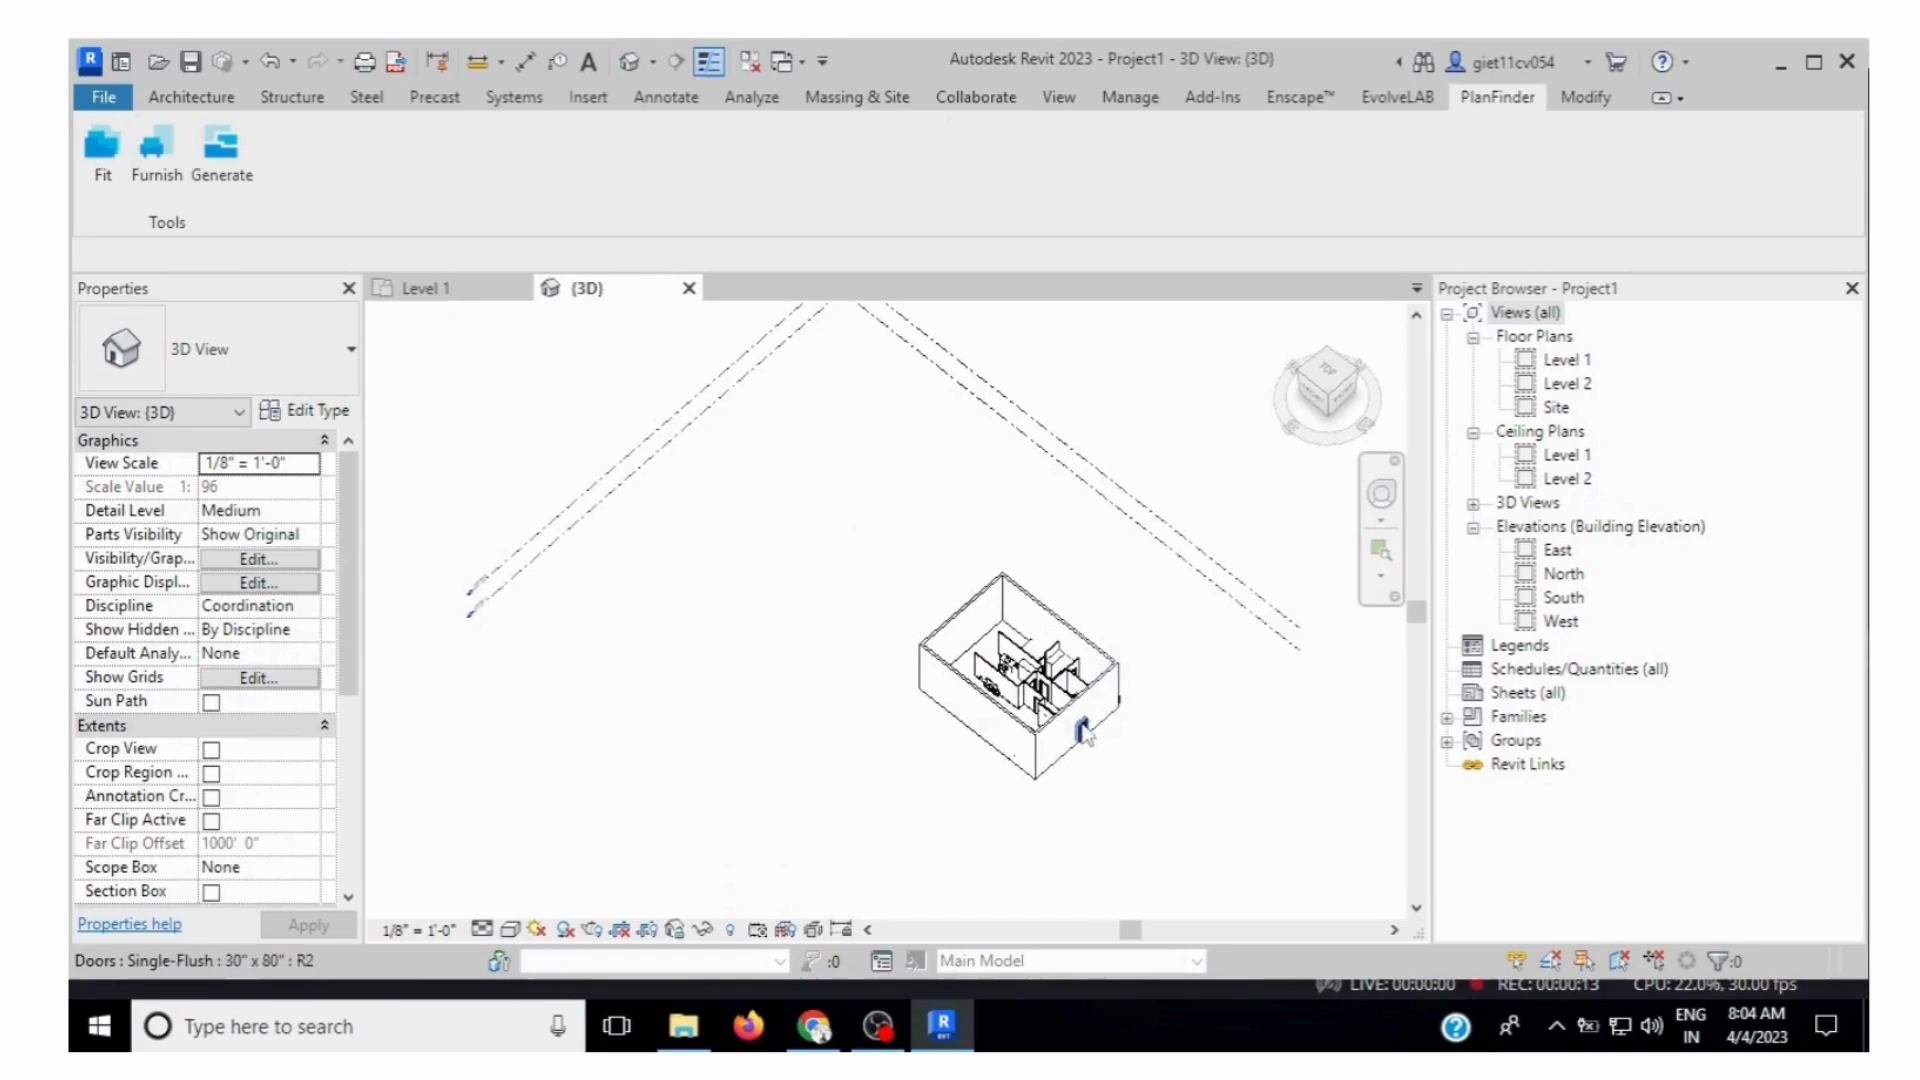 Autodesk Revit 2023 - Project1 - 3D View: {3D}
giet11cv054
File Architecture Structure Steel Precast Systems Insert Annotate Analyze Massing & Site Collaborate View Manage Add-Ins Enscape™ EvolveLAB PlanFinder Modify
Fit Furnish Generate
Tools
Properties
3D View
3D View: {3D} Edit Type
Graphics
View Scale 1/8" = 1'-0"
Scale Value 1: 96
Detail Level Medium
Parts Visibility Show Original
Visibility/Grap... Edit...
Graphic Displ... Edit...
Discipline Coordination
Show Hidden ... By Discipline
Default Analy... None
Show Grids Edit...
Sun Path
Extents
Crop View
Crop Region ...
Annotation Cr...
Far Clip Active
Far Clip Offset 1000' 0"
Scope Box None
Section Box
Properties help Apply
Level 1 {3D}
TOP
1/8" = 1'-0"
Project Browser - Project1
Views (all)
Floor Plans
Level 1
Level 2
Site
Ceiling Plans
Level 1
Level 2
3D Views
Elevations (Building Elevation)
East
North
South
West
Legends
Schedules/Quantities (all)
Sheets (all)
Families
Groups
Revit Links
Doors : Single-Flush : 30" x 80" : R2 :0 Main Model :0
LIVE: 00:00:00 REC: 00:00:13 CPU: 22.0%, 30.00 fps
Type here to search
ENG
IN
8:04 AM
4/4/2023